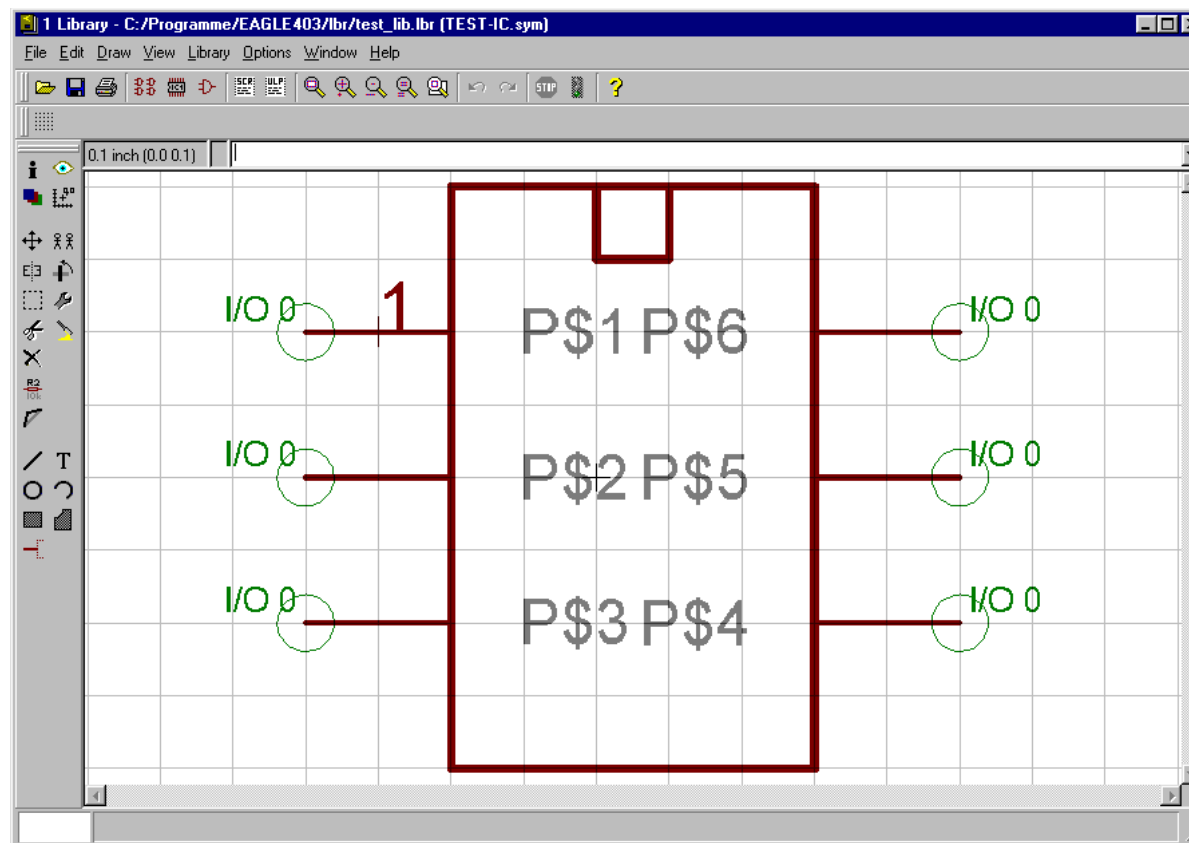 1 Library - C:/Programme/EAGLE403/lbr/test_lib.lbr (TEST-IC.sym)
File Edit Draw View Library Options Window Help
SCR ULP STOP ?
0.1 inch (0.0 0.1)
I/O 0 1 P$1 P$6 I/O 0
I/O 0 P$2 P$5 I/O 0
I/O 0 P$3 P$4 I/O 0
R2
10k
T